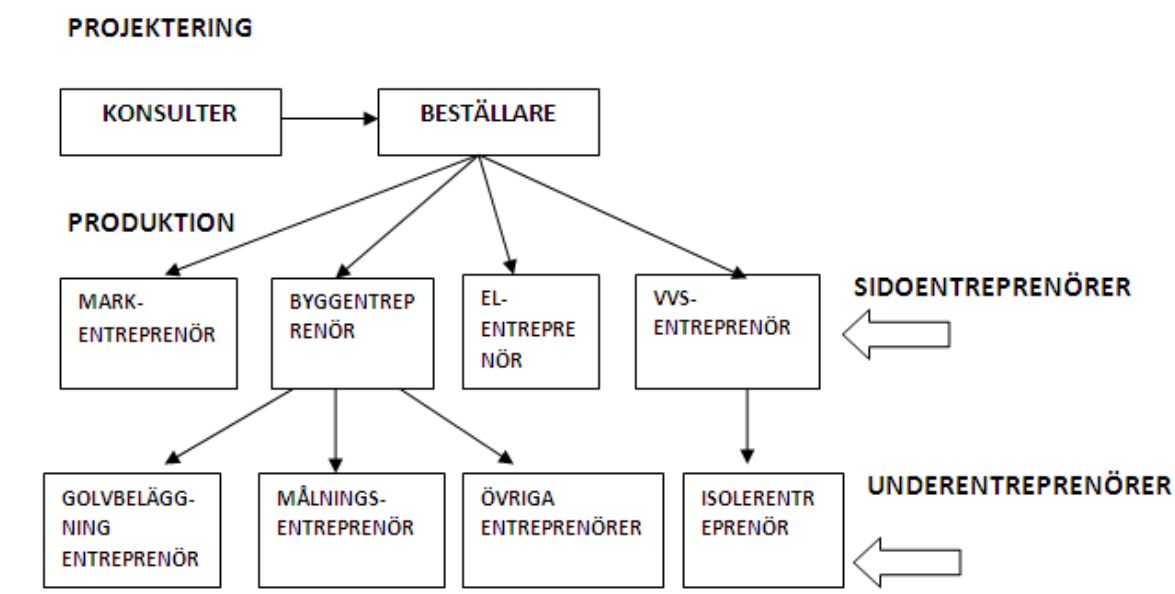 PROJEKTERING
KONSULTER
BESTÄLLARE
PRODUKTION
MARK-
ENTREPRENÖR
BYGGENTREP
RENÖR
EL-
ENTREPRE
NÖR
VVS-
ENTREPRENÖR
SIDOENTREPRENÖRER
GOLVBELÄGG-
NING
ENTREPRENÖR
MÅLNINGS-
ENTREPRENÖR
ÖVRIGA
ENTREPRENÖRER
ISOLERENTR
EPRENÖR
UNDERENTREPRENÖRER